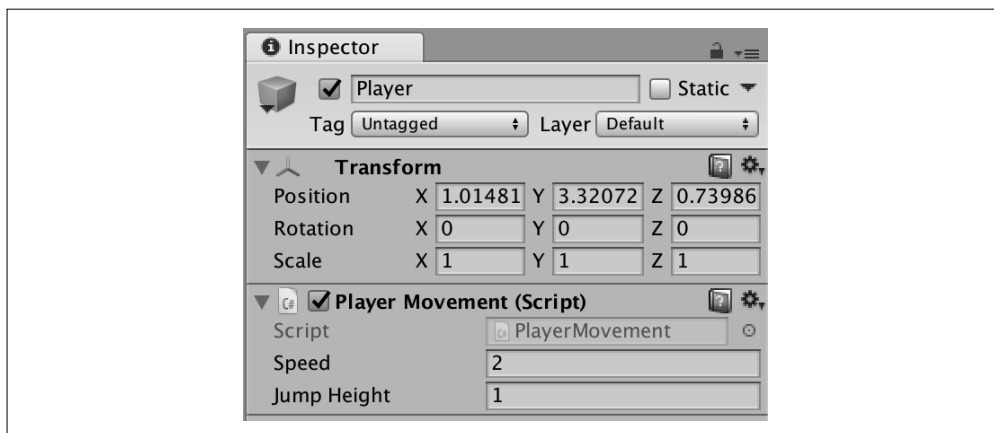 Inspector
Player Static
Tag Untagged Layer Default
Transform
Position X 1.01481 Y 3.32072 Z 0.73986
Rotation X 0 Y 0 Z 0
Scale X 1 Y 1 Z 1
C# Player Movement (Script)
Script PlayerMovement
Speed 2
Jump Height 1